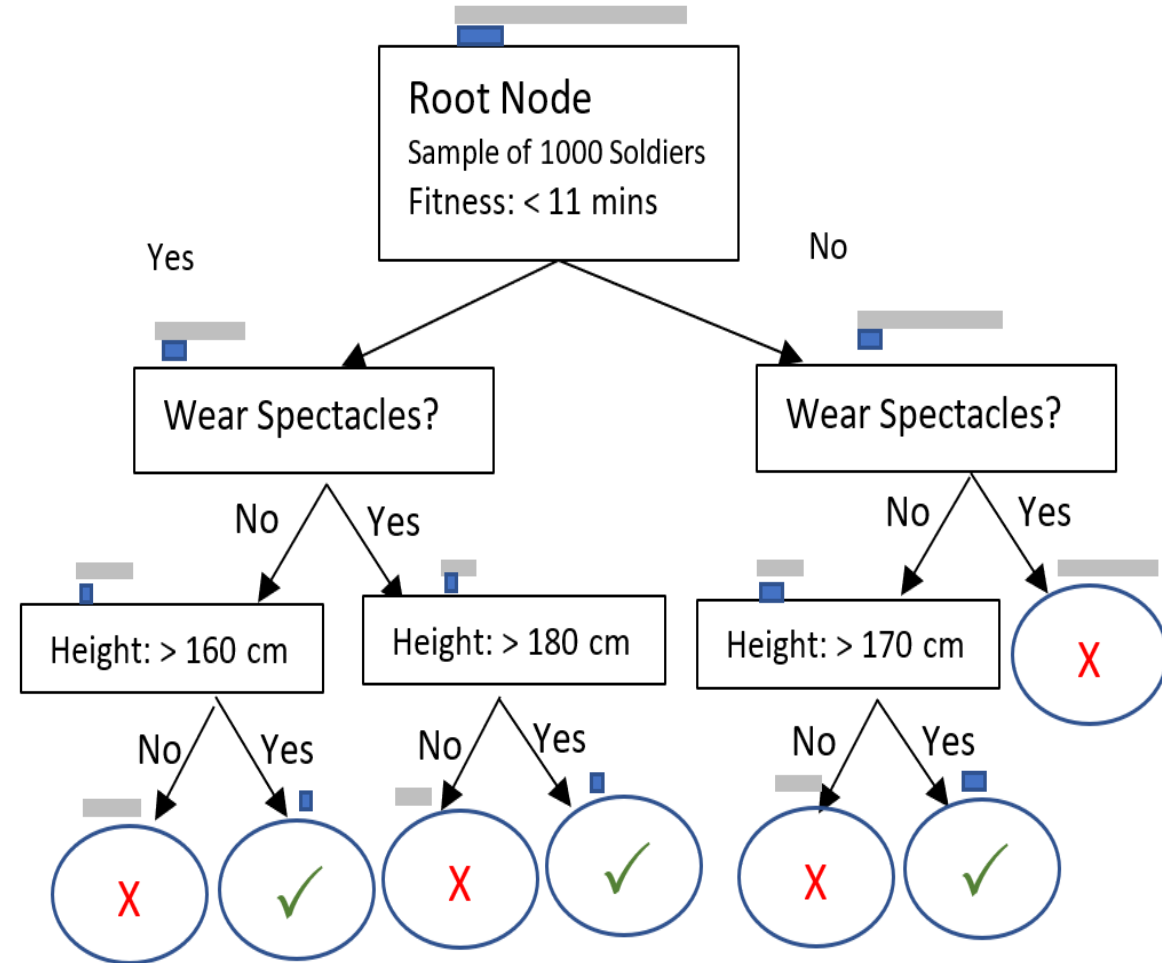 Root Node
Sample of 1000 Soldiers
Fitness: < 11 mins
Yes
No
Wear Spectacles?
Wear Spectacles?
No
Yes
No
Yes
Height: > 160 cm
Height: > 180 cm
Height: > 170 cm
X
No
Yes
No
Yes
No
Yes
X
✓
X
✓
X
✓